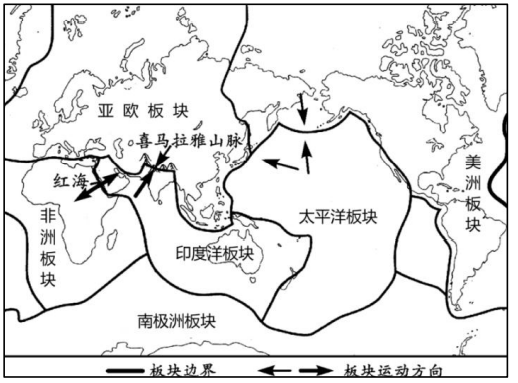 亚欧板块
喜马拉雅山脉
红海
非洲板块
印度洋板块
太平洋板块
美洲板块
南极洲板块
板块边界
板块运动方向